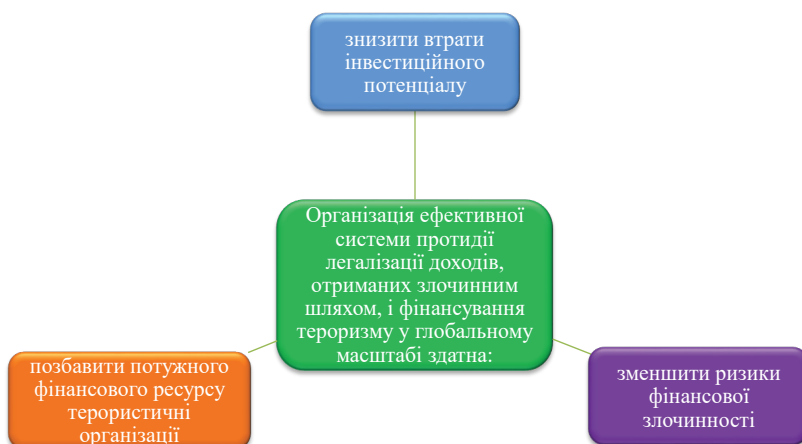 знизити втрати
інвестиційного
потенціалу
Організація ефективної
системи протидії
легалізації доходів,
отриманих злочинним
шляхом, і фінансування
тероризму у глобальному
масштабі здатна:
позбавити потужного
фінансового ресурсу
терористичні
організації
зменшити ризики
фінансової
злочинності